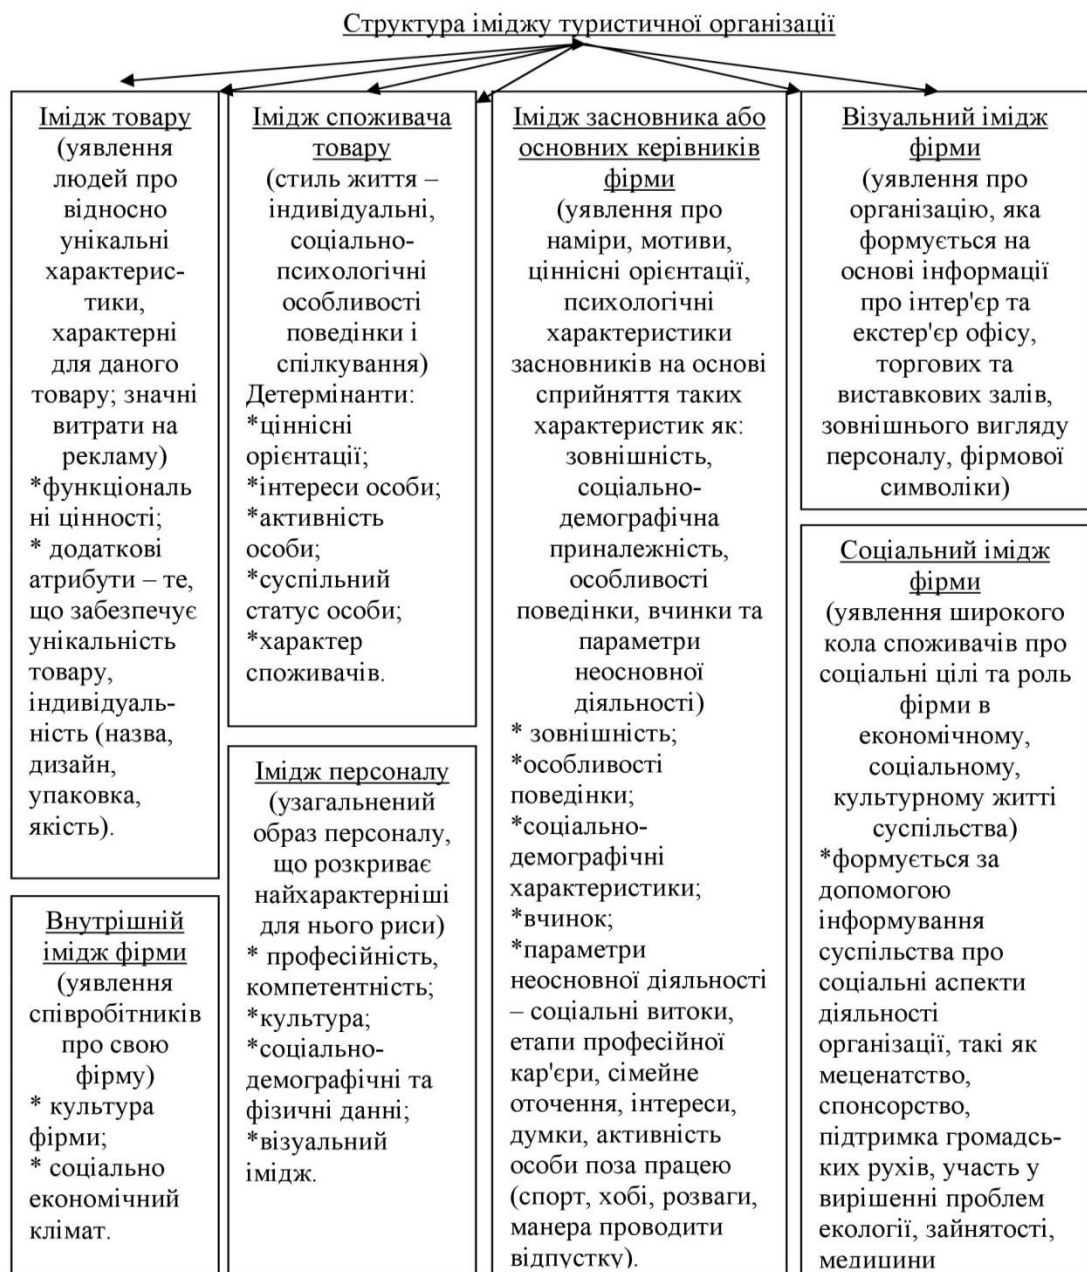 Структура іміджу туристичної організації
Імідж товару
(уявлення
людей про
відносно
унікальні
характерис-
тики,
характерні
для даного
товару; значні
витрати на
рекламу)
*функціональ
ні цінності;
* додаткові
атрибути – те,
що забезпечує
унікальність
товару,
індивідуаль-
ність (назва,
дизайн,
упаковка,
якість).
Внутрішній
імідж фірми
(уявлення
співробітників
про свою
фірму)
* культура
фірми;
* соціально
економічний
клімат.
Імідж споживача
товару
(стиль життя –
індивідуальні,
соціально-
психологічні
особливості
поведінки і
спілкування)
Детермінанти:
*ціннісні
орієнтації;
*інтереси особи;
*активність
особи;
*суспільний
статус особи;
*характер
споживачів.
Імідж персоналу
(узагальнений
образ персоналу,
що розкриває
найхарактерніші
для нього риси)
* професійність,
компетентність;
*культура;
*соціально-
демографічні та
фізичні данні;
*візуальний
імідж.
Імідж засновника або
основних керівників
фірми
(уявлення про
наміри, мотиви,
ціннісні орієнтації,
психологічні
характеристики
засновників на основі
сприйняття таких
характеристик як:
зовнішність,
соціально-
демографічна
приналежність,
особливості
поведінки, вчинки та
параметри
неосновної
діяльності)
* зовнішність;
*особливості
поведінки;
*соціально-
демографічні
характеристики;
*вчинок;
*параметри
неосновної діяльності
– соціальні витоки,
етапи професійної
кар'єри, сімейне
оточення, інтереси,
думки, активність
особи поза працею
(спорт, хобі, розваги,
манера проводити
відпустку).
Візуальний імідж
фірми
(уявлення про
організацію, яка
формується на
основі інформації
про інтер'єр та
екстер'єр офісу,
торгових та
виставкових залів,
зовнішнього вигляду
персоналу, фірмової
символіки)
Соціальний імідж
фірми
(уявлення широкого
кола споживачів про
соціальні цілі та роль
фірми в
економічному,
соціальному,
культурному житті
суспільства)
*формується за
допомогою
інформування
суспільства про
соціальні аспекти
діяльності
організації, такі як
меценатство,
спонсорство,
підтримка громадсь-
ких рухів, участь у
вирішенні проблем
екології, зайнятості,
медицини